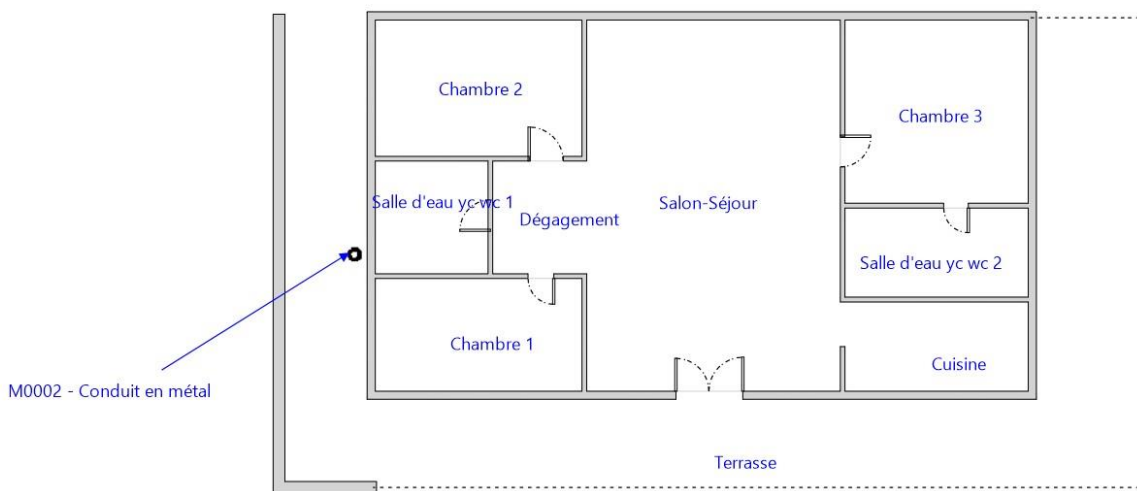 Chambre 2
Chambre 3
Salle d'eau yc wc 1
Dégagement
Salon-Séjour
Salle d'eau yc wc 2
Chambre 1
Cuisine
M0002 - Conduit en métal
Terrasse